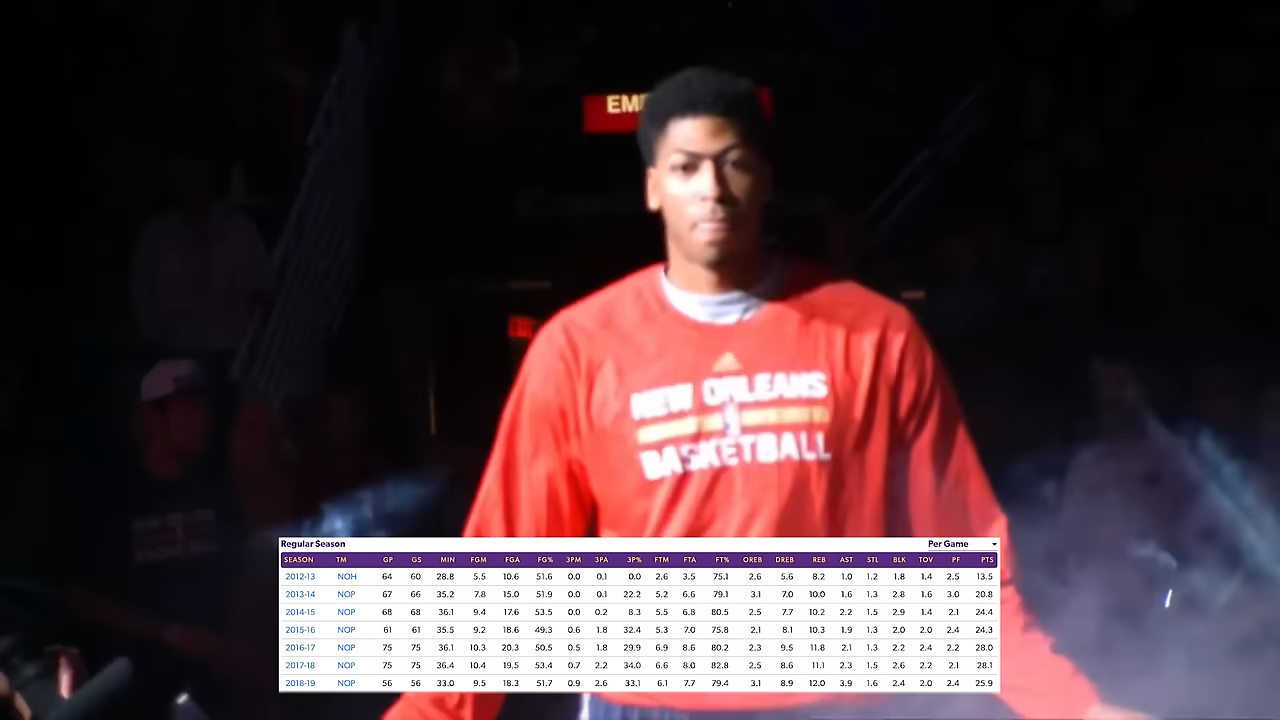 EME
NEW ORLEANS
BASKETBALL
Regular Season Per Game
SEASON TM GP GS MIN FGM FGA FG% 3PM 3PA 3P% FTM FTA FT% OREB DREB REB AST STL BLK TOV PF PTS
2012-13 NOH 64 60 28.8 5.5 10.6 51.6 0.0 0.1 0.0 2.6 3.5 75.1 2.6 5.6 8.2 1.0 1.2 1.8 1.4 2.5 13.5
2013-14 NOP 67 66 35.2 7.8 15.0 51.9 0.0 0.1 22.2 5.2 6.6 79.1 3.1 7.0 10.0 1.6 1.3 2.8 1.6 3.0 20.8
2014-15 NOP 68 68 36.1 9.4 17.6 53.5 0.0 0.2 8.3 5.5 6.8 80.5 2.5 7.7 10.2 2.2 1.5 2.9 1.4 2.1 24.4
2015-16 NOP 61 61 35.5 9.2 18.6 49.3 0.6 1.8 32.4 5.3 7.0 75.8 2.1 8.1 10.3 1.9 1.3 2.0 2.0 2.4 24.3
2016-17 NOP 75 75 36.1 10.3 20.3 50.5 0.5 1.8 29.9 6.9 8.6 80.2 2.3 9.5 11.8 2.1 1.3 2.2 2.4 2.2 28.0
2017-18 NOP 75 75 36.4 10.4 19.5 53.4 0.7 2.2 34.0 6.6 8.0 82.8 2.5 8.6 11.1 2.3 1.5 2.6 2.2 2.1 28.1
2018-19 NOP 56 56 33.0 9.5 18.3 51.7 0.9 2.6 33.1 6.1 7.7 79.4 3.1 8.9 12.0 3.9 1.6 2.4 2.0 2.4 25.9